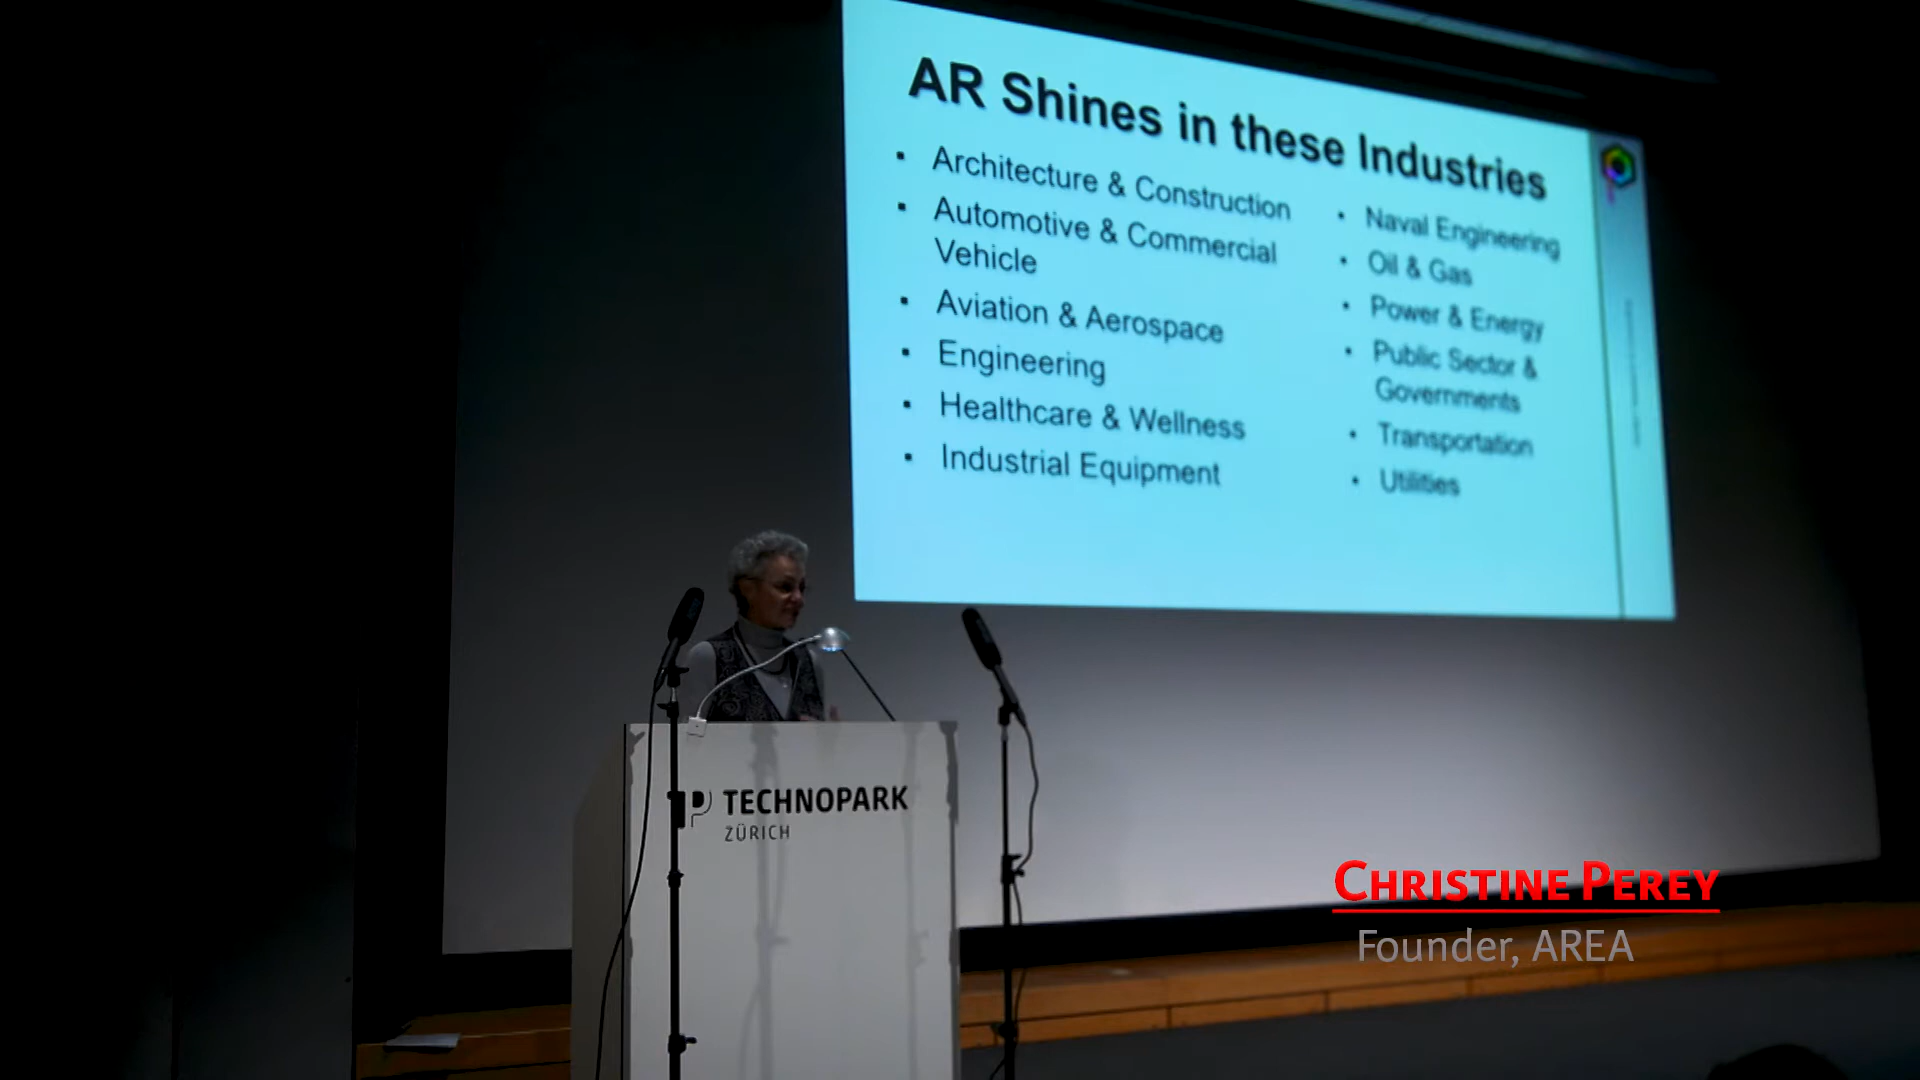 AR Shines in these Industries
▪ Architecture & Construction
▪ Automotive & Commercial
Vehicle
▪ Aviation & Aerospace
▪ Engineering
▪ Healthcare & Wellness
▪ Industrial Equipment
• Naval Engineering
• Oil & Gas
• Power & Energy
• Public Sector &
Governments
• Transportation
• Utilities
TECHNOPARK
ZÜRICH
CHRISTINE PEREY
Founder, AREA